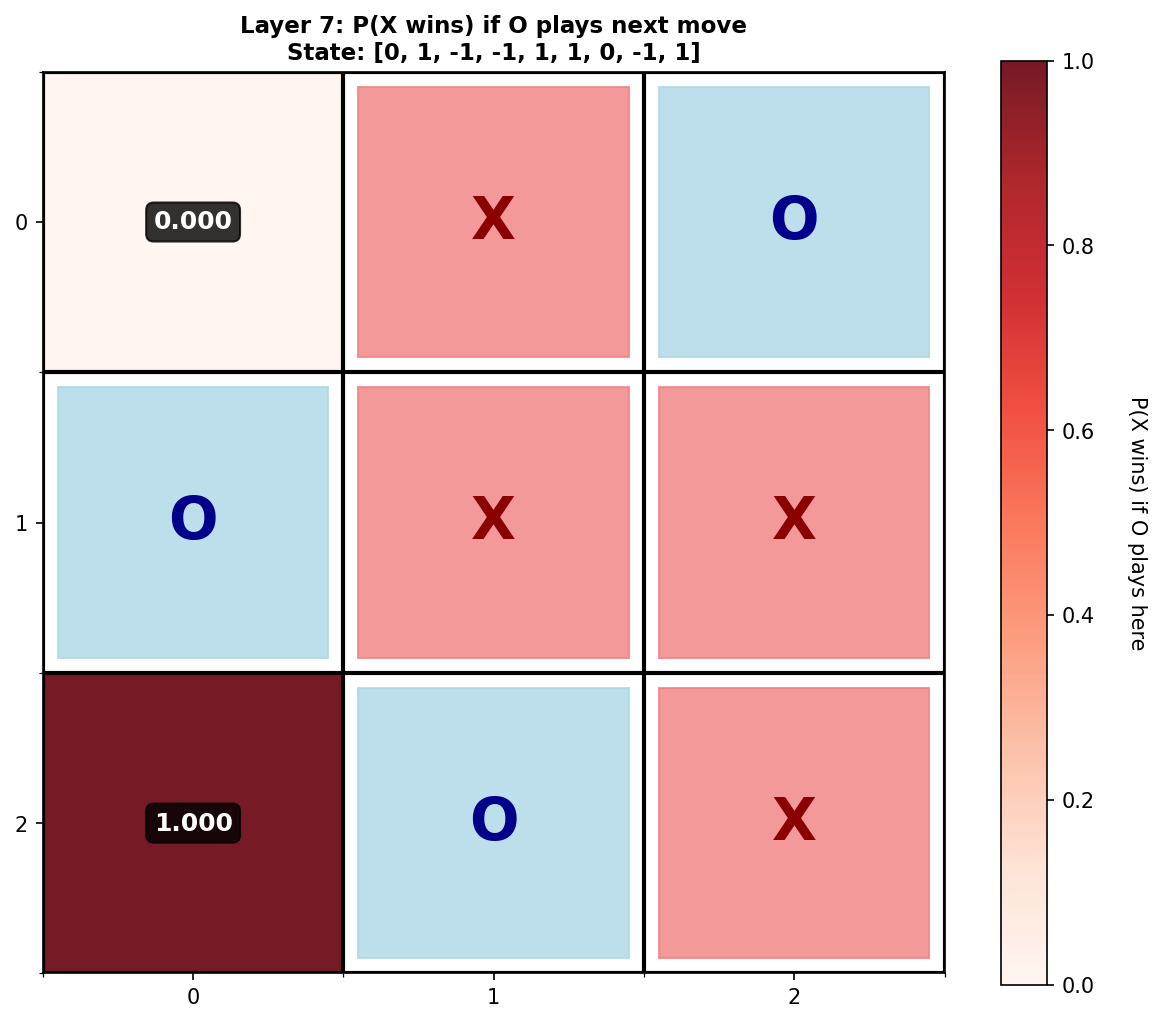 Layer 7: P(X wins) if O plays next move
State: [0, 1, -1, -1, 1, 1, 0, -1, 1]
0
0.000
X
O
1
O
X
X
2
1.000
O
X
0
1
2
1.0
0.8
0.6
0.4
0.2
0.0
P(X wins) if O plays here